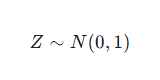 Z ∼ N(0, 1)